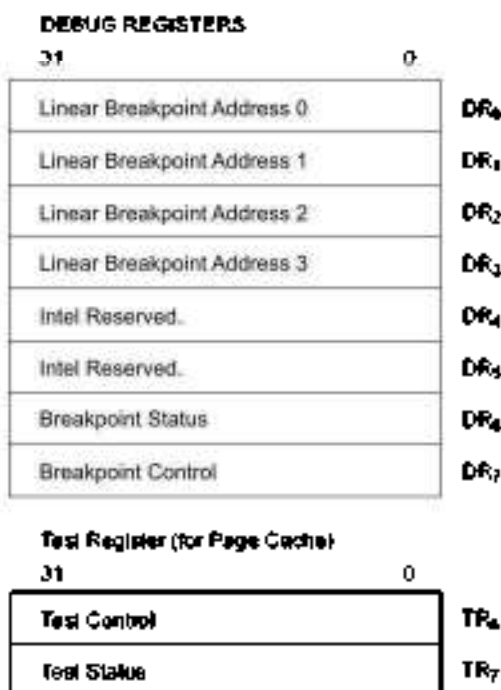 DEBUG REGISTERS
31 0
Linear Breakpoint Address 0 DR₀
Linear Breakpoint Address 1 DR₁
Linear Breakpoint Address 2 DR₂
Linear Breakpoint Address 3 DR₃
Intel Reserved. DR₄
Intel Reserved. DR₅
Breakpoint Status DR₆
Breakpoint Control DR₇
Test Register (for Page Cache)
31 0
Test Control TR₆
Test Status TR₇